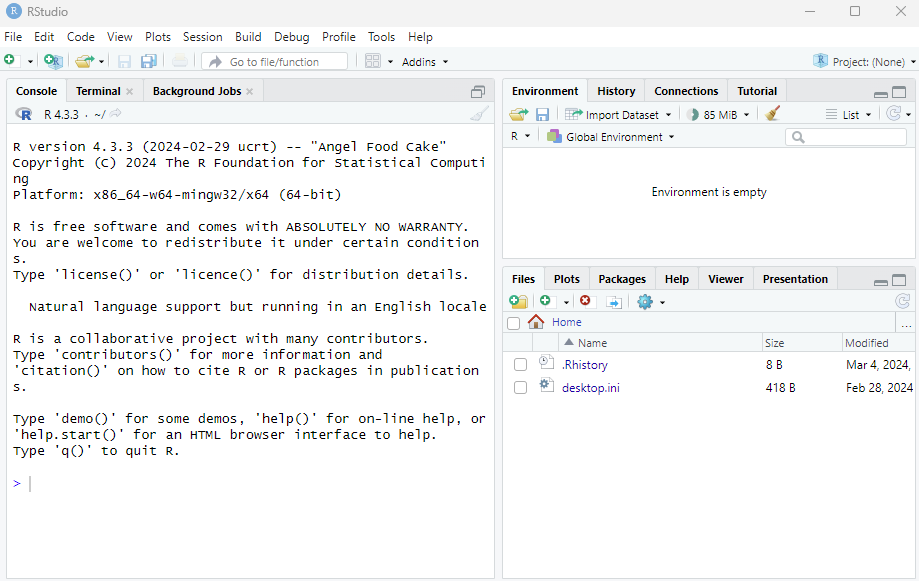 RStudio
File Edit Code View Plots Session Build Debug Profile Tools Help
Go to file/function Addins Project: (None)
Console Terminal Background Jobs
R 4.3.3 · ~/
R version 4.3.3 (2024-02-29 ucrt) -- "Angel Food Cake"
Copyright (C) 2024 The R Foundation for Statistical Computi
ng
Platform: x86_64-w64-mingw32/x64 (64-bit)
R is free software and comes with ABSOLUTELY NO WARRANTY.
You are welcome to redistribute it under certain condition
s.
Type 'license()' or 'licence()' for distribution details.
Natural language support but running in an English locale
R is a collaborative project with many contributors.
Type 'contributors()' for more information and
'citation()' on how to cite R or R packages in publication
s.
Type 'demo()' for some demos, 'help()' for on-line help, or
'help.start()' for an HTML browser interface to help.
Type 'q()' to quit R.
>
Environment History Connections Tutorial
Import Dataset 85 MiB List
R Global Environment
Environment is empty
Files Plots Packages Help Viewer Presentation
Home ...
Name Size Modified
.Rhistory 8 B Mar 4, 2024,
desktop.ini 418 B Feb 28, 2024